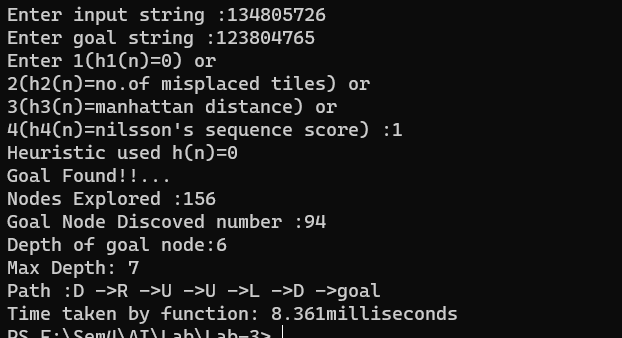 Enter input string :134805726
Enter goal string :123804765
Enter 1(h1(n)=0) or
2(h2(n)=no.of misplaced tiles) or
3(h3(n)=manhattan distance) or
4(h4(n)=nilsson's sequence score) :1
Heuristic used h(n)=0
Goal Found!!...
Nodes Explored :156
Goal Node Discoved number :94
Depth of goal node:6
Max Depth: 7
Path :D ->R ->U ->U ->L ->D ->goal
Time taken by function: 8.361milliseconds
PS E:\Sem4\AI\Lab\Lab-3>